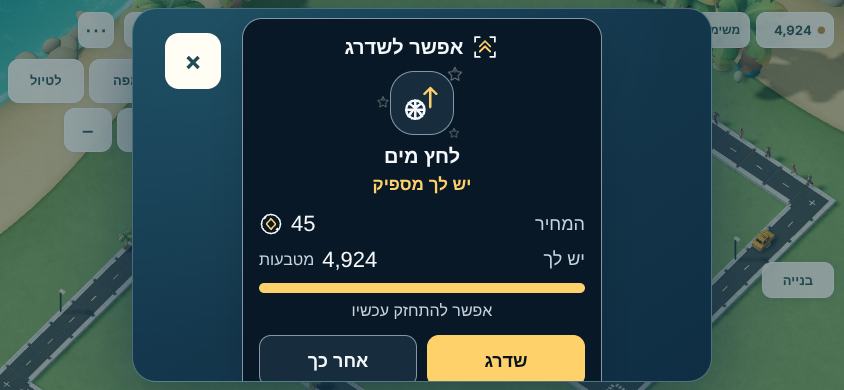 4,924
משימ
...
מפה
לטיול
–
×
אפשר לשדרג
לחץ מים
יש לך מספיק
המחיר 45
יש לך 4,924 מטבעות
אפשר להתחזק עכשיו
שדרג
אחר כך
בנייה